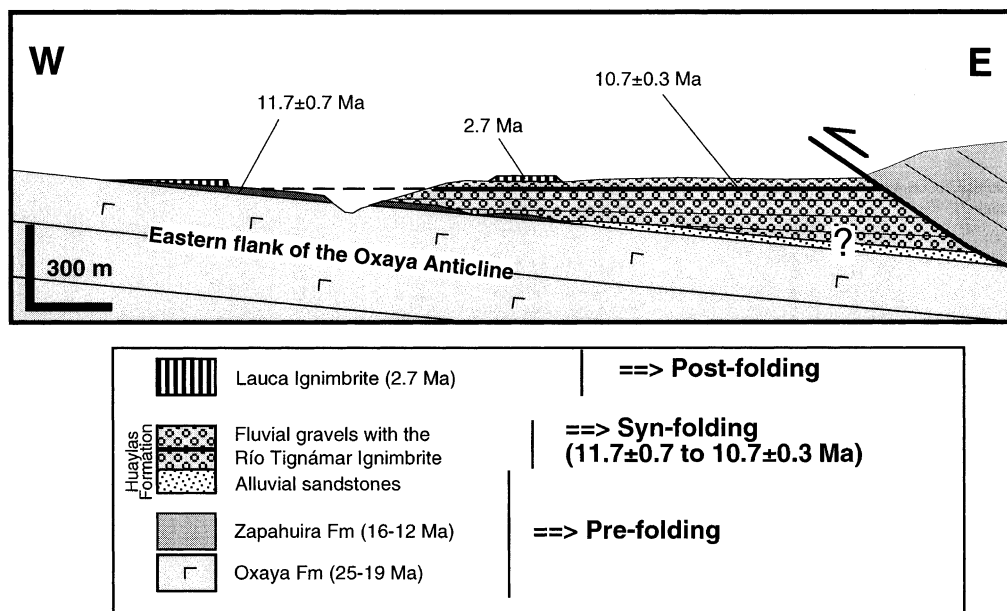 W
E
11.7±0.7 Ma
10.7±0.3 Ma
2.7 Ma
Eastern flank of the Oxaya Anticline
?
300 m
Lauca Ignimbrite (2.7 Ma)
==> Post-folding
Huaylas
Formation
Fluvial gravels with the
Río Tignámar Ignimbrite
Alluvial sandstones
==> Syn-folding
(11.7±0.7 to 10.7±0.3 Ma)
Zapahuira Fm (16-12 Ma)
==> Pre-folding
Oxaya Fm (25-19 Ma)